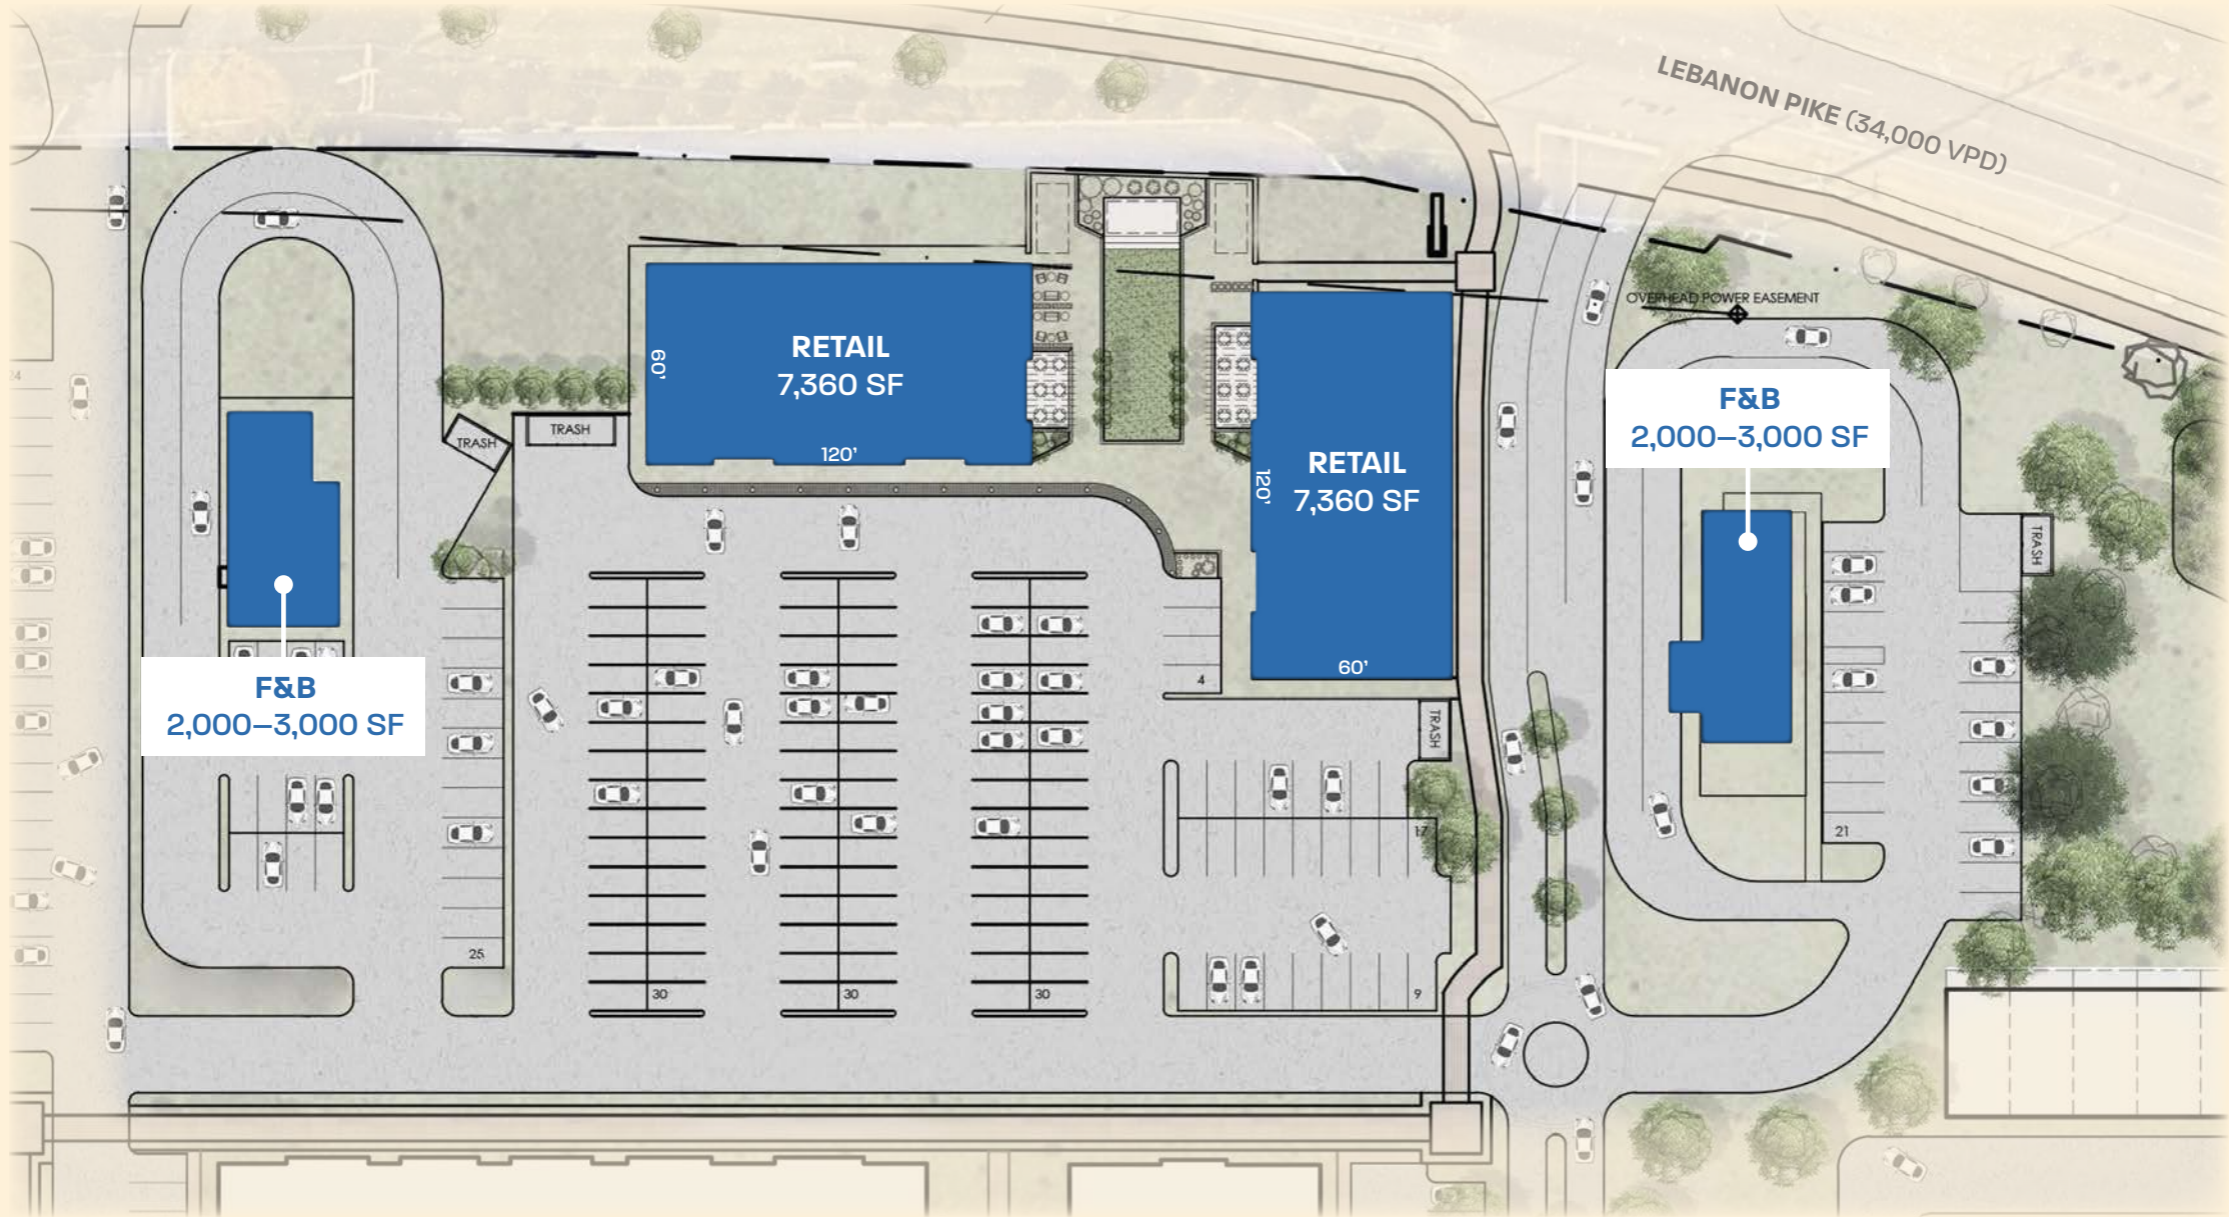 LEBANON PIKE (34,000 VPD)
OVERHEAD POWER EASEMENT
24
RETAIL
7,360 SF
60'
120'
TRASH
TRASH
RETAIL
7,360 SF
120'
60'
F&B
2,000–3,000 SF
TRASH
F&B
2,000–3,000 SF
4
TRASH
17
21
25
30
30
30
9